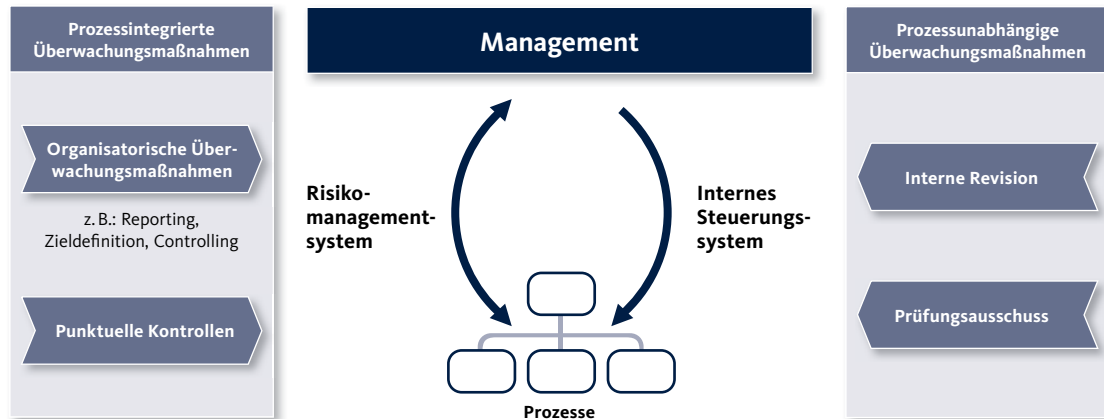 Prozessintegrierte
Überwachungsmaßnahmen
Organisatorische Über-
wachungsmaßnahmen
z. B.: Reporting,
Zieldefinition, Controlling
Punktuelle Kontrollen
Management
Risiko-
management-
system
Internes
Steuerungs-
system
Prozesse
Prozessunabhängige
Überwachungsmaßnahmen
Interne Revision
Prüfungsausschuss